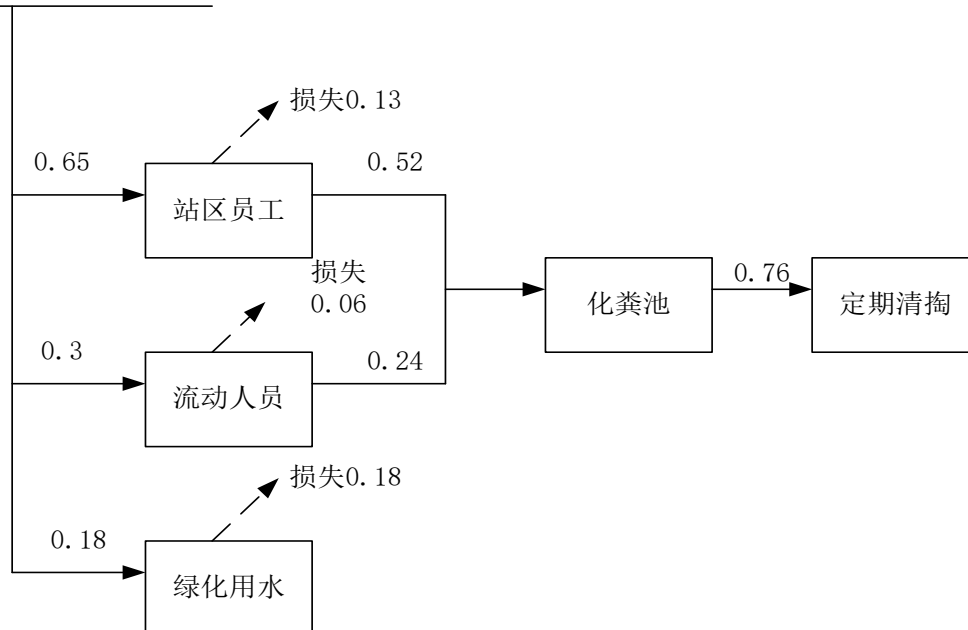 损失0.13
0.65
0.52
站区员工
损失
0.06
0.76
化粪池
定期清掏
0.3
0.24
流动人员
损失0.18
0.18
绿化用水